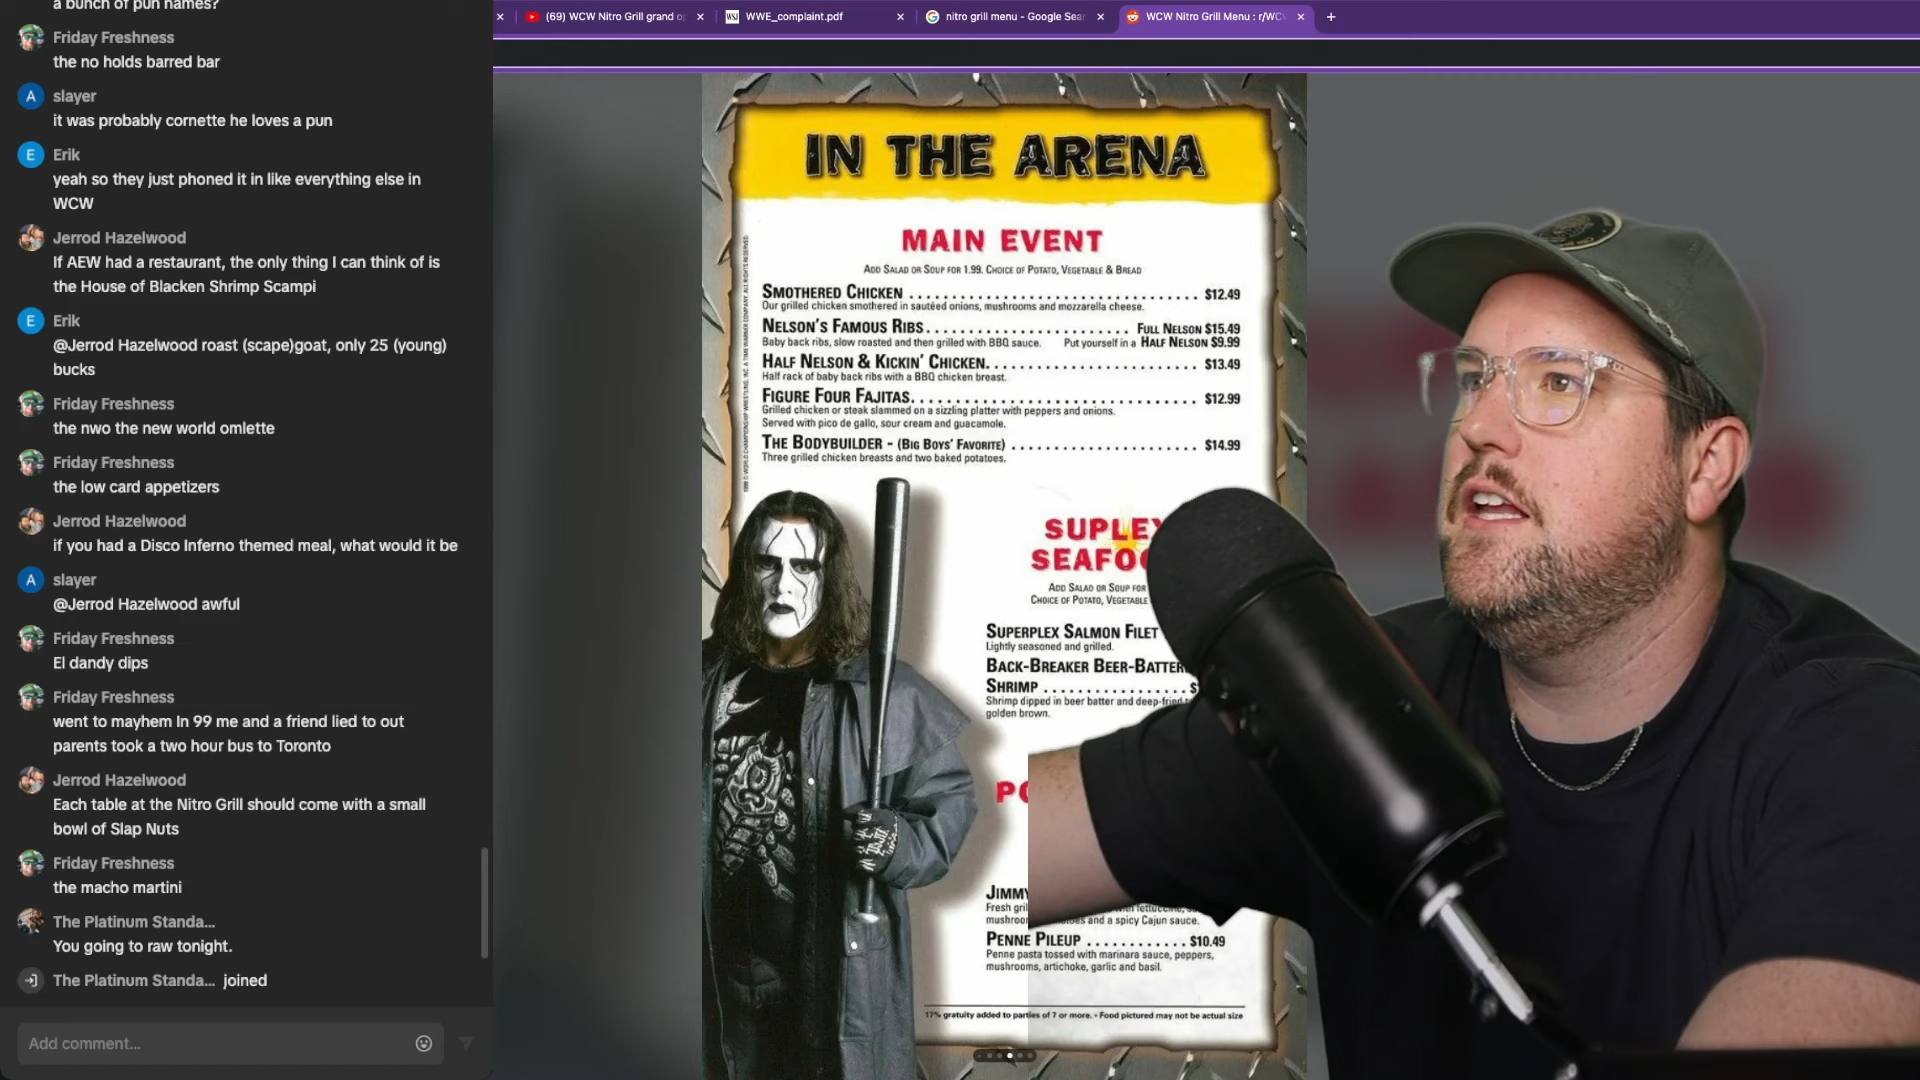 a bunch of pun names?
Friday Freshness
the no holds barred bar
A slayer
it was probably cornette he loves a pun
E Erik
yeah so they just phoned it in like everything else in
WCW
Jerrod Hazelwood
If AEW had a restaurant, the only thing I can think of is
the House of Blacken Shrimp Scampi
E Erik
@Jerrod Hazelwood roast (scape)goat, only 25 (young)
bucks
Friday Freshness
the nwo the new world omlette
Friday Freshness
the low card appetizers
Jerrod Hazelwood
if you had a Disco Inferno themed meal, what would it be
A slayer
@Jerrod Hazelwood awful
Friday Freshness
El dandy dips
Friday Freshness
went to mayhem In 99 me and a friend lied to out
parents took a two hour bus to Toronto
Jerrod Hazelwood
Each table at the Nitro Grill should come with a small
bowl of Slap Nuts
Friday Freshness
the macho martini
The Platinum Standa...
You going to raw tonight.
The Platinum Standa... joined
Add comment...
(69) WCW Nitro Grill grand o
WSJ WWE_complaint.pdf
nitro grill menu - Google Sear
WCW Nitro Grill Menu : r/WC
IN THE ARENA
MAIN EVENT
ADD SALAD OR SOUP FOR 1.99. CHOICE OF POTATO, VEGETABLE & BREAD
SMOTHERED CHICKEN $12.49
Our grilled chicken smothered in sautéed onions, mushrooms and mozzarella cheese.
NELSON'S FAMOUS RIBS FULL NELSON $15.49
Baby back ribs, slow roasted and then grilled with BBQ sauce. Put yourself in a HALF NELSON $9.99
HALF NELSON & KICKIN' CHICKEN $13.49
Half rack of baby back ribs with a BBQ chicken breast.
FIGURE FOUR FAJITAS $12.99
Grilled chicken or steak slammed on a sizzling platter with peppers and onions.
Served with pico de gallo, sour cream and guacamole.
THE BODYBUILDER - (BIG BOYS' FAVORITE) $14.99
Three grilled chicken breasts and two baked potatoes.
SUPLEX
SEAFO
ADD SALAD OR SOUP FOR
CHOICE OF POTATO, VEGETABLE
SUPERPLEX SALMON FILET
Lightly seasoned and grilled.
BACK-BREAKER BEER-BATTER
SHRIMP $
Shrimp dipped in beer batter and deep-fried
golden brown.
JIMMY
Fresh gril
and a spicy Cajun sauce.
PENNE PILEUP $10.49
Penne pasta tossed with marinara sauce, peppers,
mushrooms, artichoke, garlic and basil.
17% gratuity added to parties of 7 or more. • Food pictured may not be actual size